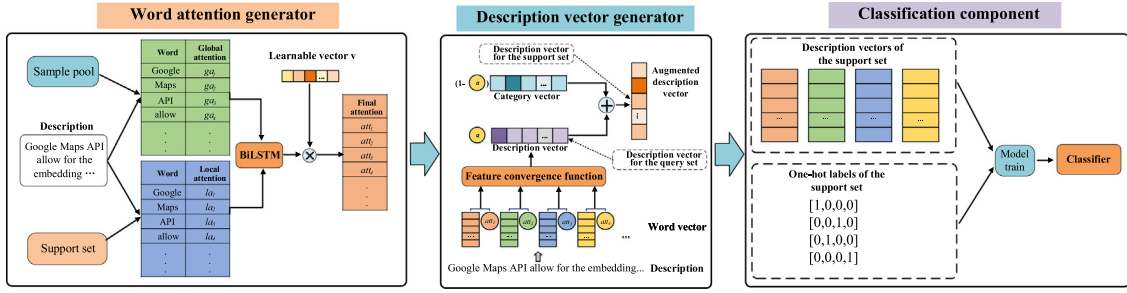 Word attention generator
Description vector generator
Classification component
Sample pool
Description
Google Maps API
allow for the
embedding ···
Support set
Word Global attention
Google ga₁
Maps ga₂
API ga₃
allow ga₄
Word Local attention
Google la₁
Maps la₂
API la₃
allow la₄
Learnable vector v
...
BiLSTM
Final attention
att₁
att₂
att₃
att₄
Description vector
for the support set
(1- a )
...
Category vector
Augmented
description
vector
a
...
Description vector
Description vector
for the query set
Feature convergence function
att₁ att₂ att₃ att₄
... ... ... ... ...
Word vector
Google Maps API allow for the embedding... Description
Description vectors of
the support set
... ... ... ...
One-hot labels of the
support set
[1,0,0,0]
[0,0,1,0]
[0,1,0,0]
[0,0,0,1]
Model
train
Classifier